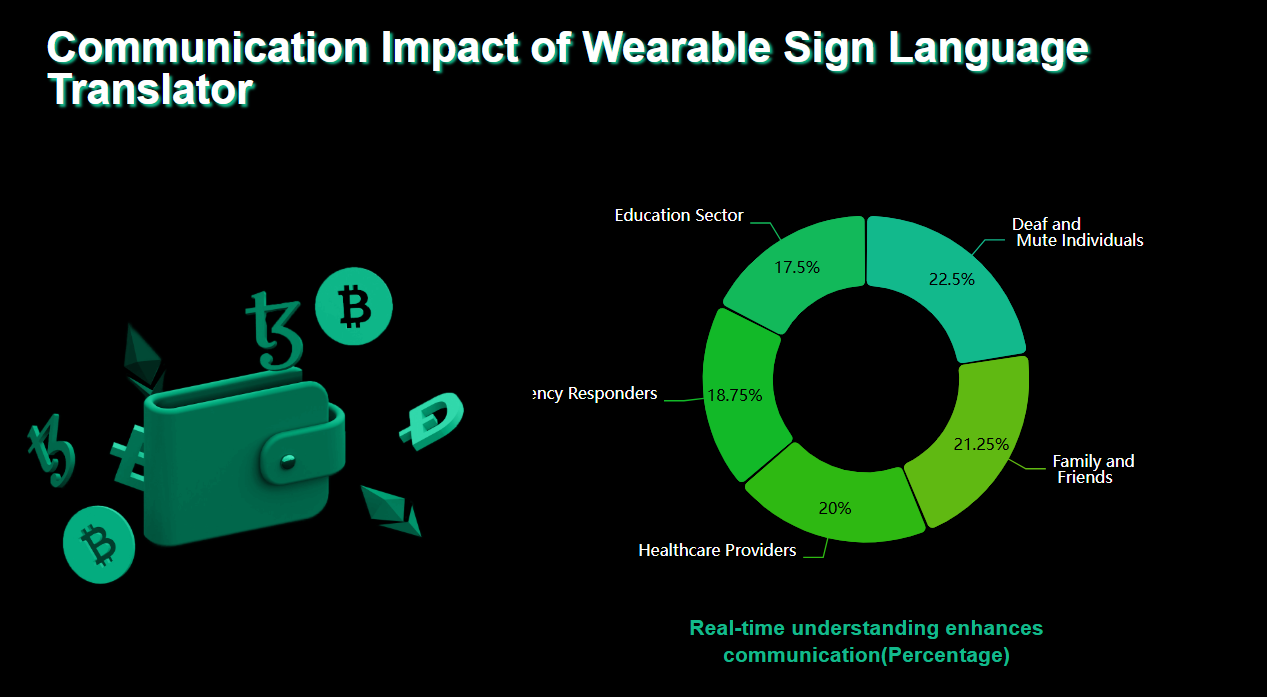 Communication Impact of Wearable Sign Language
Translator
Education Sector
Deaf and
Mute Individuals
17.5%
22.5%
Responders
18.75%
21.25%
Family and
Friends
20%
Healthcare Providers
Real-time understanding enhances
communication(Percentage)